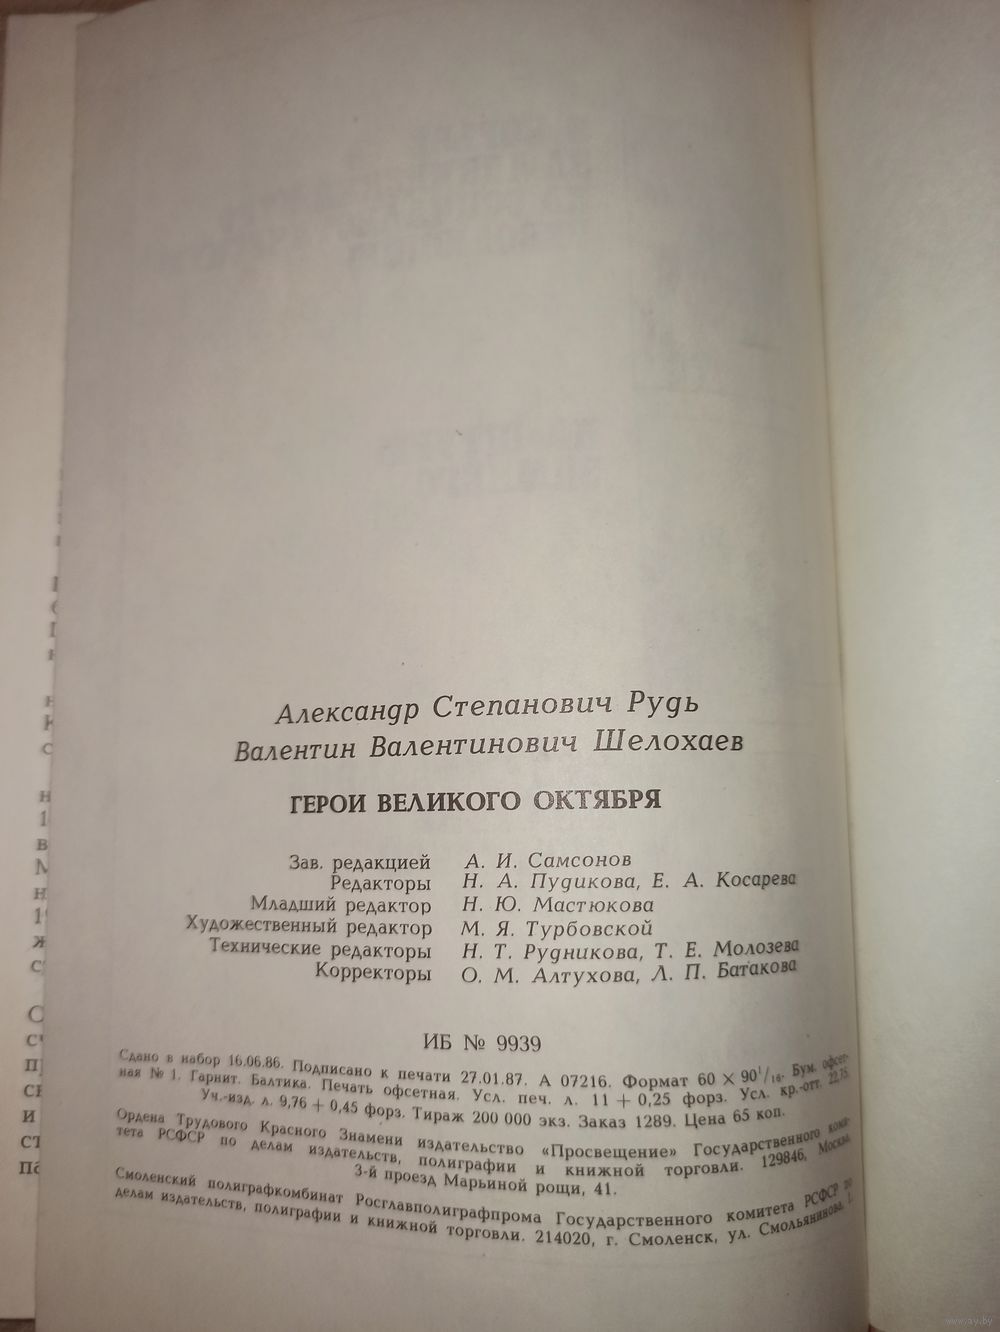 Александр Степанович Рудь
Валентин Валентинович Шелохаев
ГЕРОИ ВЕЛИКОГО ОКТЯБРЯ
Зав. редакцией А. И. Самсонов
Редакторы Н. А. Пудикова, Е. А. Косарева
Младший редактор Н. Ю. Мастюкова
Художественный редактор М. Я. Турбовской
Технические редакторы Н. Т. Рудникова, Т. Е. Молозева
Корректоры О. М. Алтухова, Л. П. Батакова
ИБ № 9939
Сдано в набор 16.06.86. Подписано к печати 27.01.87. А 07216. Формат 60 × 90¹/₁₆. Бум. офсет-
ная № 1. Гарнит. Балтика. Печать офсетная. Усл. печ. л. 11 + 0,25 форз. Усл. кр.-отт. 22,75.
Уч.-изд. л. 9,76 + 0,45 форз. Тираж 200 000 экз. Заказ 1289. Цена 65 коп.
Ордена Трудового Красного Знамени издательство «Просвещение» Государственного коми-
тета РСФСР по делам издательств, полиграфии и книжной торговли. 129846, Москва,
3-й проезд Марьиной рощи, 41.
Смоленский полиграфкомбинат Росглавполиграфпрома Государственного комитета РСФСР по
делам издательств, полиграфии и книжной торговли. 214020, г. Смоленск, ул. Смольянинова, 1.
www.ay.by